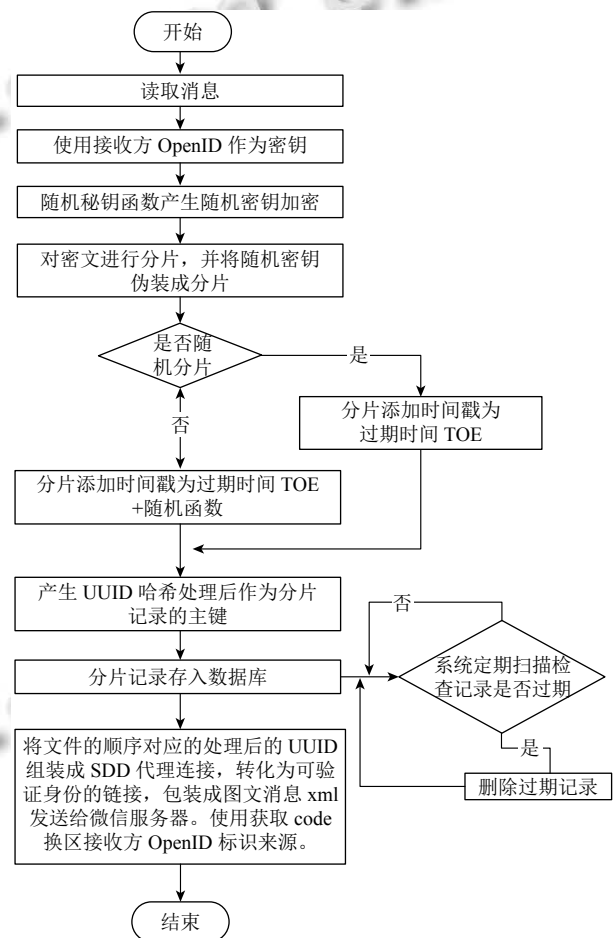 开始
读取消息
使用接收方 OpenID 作为密钥
随机秘钥函数产生随机密钥加密
对密文进行分片，并将随机密钥
伪装成分片
是否随
机分片
是
分片添加时间戳为
过期时间 TOE
否
分片添加时间戳为过期时间 TOE
+随机函数
产生 UUID 哈希处理后作为分片
记录的主键
否
系统定期扫描检
查记录是否过期
分片记录存入数据库
是
删除过期记录
将文件的顺序对应的处理后的 UUID
组装成 SDD 代理连接，转化为可验
证身份的链接，包装成图文消息 xml
发送给微信服务器。使用获取 code
换区接收方 OpenID 标识来源。
结束